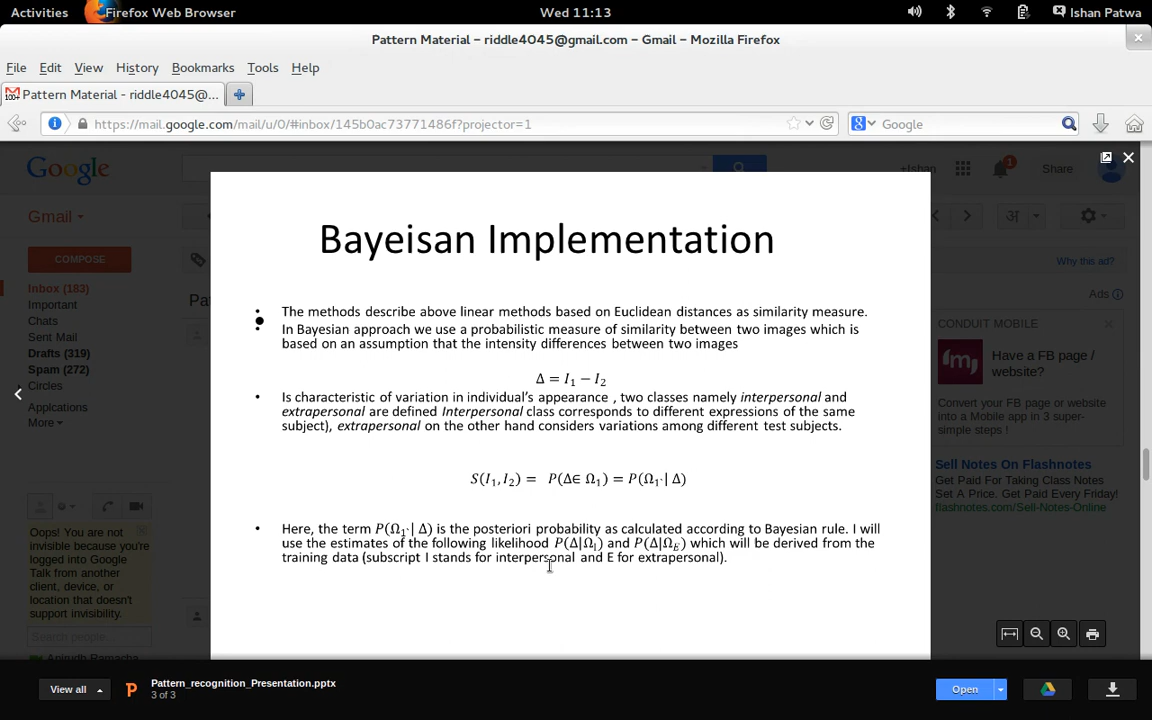 Activities Firefox Web Browser Wed 11:13 Ishan Patwa
Pattern Material – riddle4045@gmail.com – Gmail – Mozilla Firefox
File Edit View History Bookmarks Tools Help
100+ Pattern Material - riddle4045@...
https://mail.google.com/mail/u/0/#inbox/145b0ac73771486f?projector=1 Google
Google +Ishan 1 Share
Gmail
COMPOSE
Why this ad?
Inbox (183)
Important
Chats
Sent Mail
Drafts (319)
Spam (272)
Circles
Applications
More
Ads
CONDUIT MOBILE
Have a FB page /
website?
Convert your FB page or website
into a Mobile app in 3 super-
simple steps !
Sell Notes On Flashnotes
Get Paid For Taking Class Notes
Set A Price. Get Paid Every Friday!
flashnotes.com/Sell-Notes-Online
Bayeisan Implementation
• The methods describe above linear methods based on Euclidean distances as similarity measure.
•
• In Bayesian approach we use a probabilistic measure of similarity between two images which is
based on an assumption that the intensity differences between two images
Δ = I₁ − I₂
• Is characteristic of variation in individual's appearance , two classes namely interpersonal and
extrapersonal are defined Interpersonal class corresponds to different expressions of the same
subject), extrapersonal on the other hand considers variations among different test subjects.
S(I₁, I₂) = P(Δ∈ Ω₁) = P(Ω₁·| Δ)
• Here, the term P(Ω₁·| Δ) is the posteriori probability as calculated according to Bayesian rule. I will
use the estimates of the following likelihood P(Δ|Ω₁) and P(Δ|Ω_E) which will be derived from the
training data (subscript I stands for interpersonal and E for extrapersonal).
Oops! You are not
invisible because you're
logged into Google
Talk from another
client, device, or
location that doesn't
support invisibility.
Search people...
Anirudh Ramacha
View all P Pattern_recognition_Presentation.pptx
3 of 3
Open